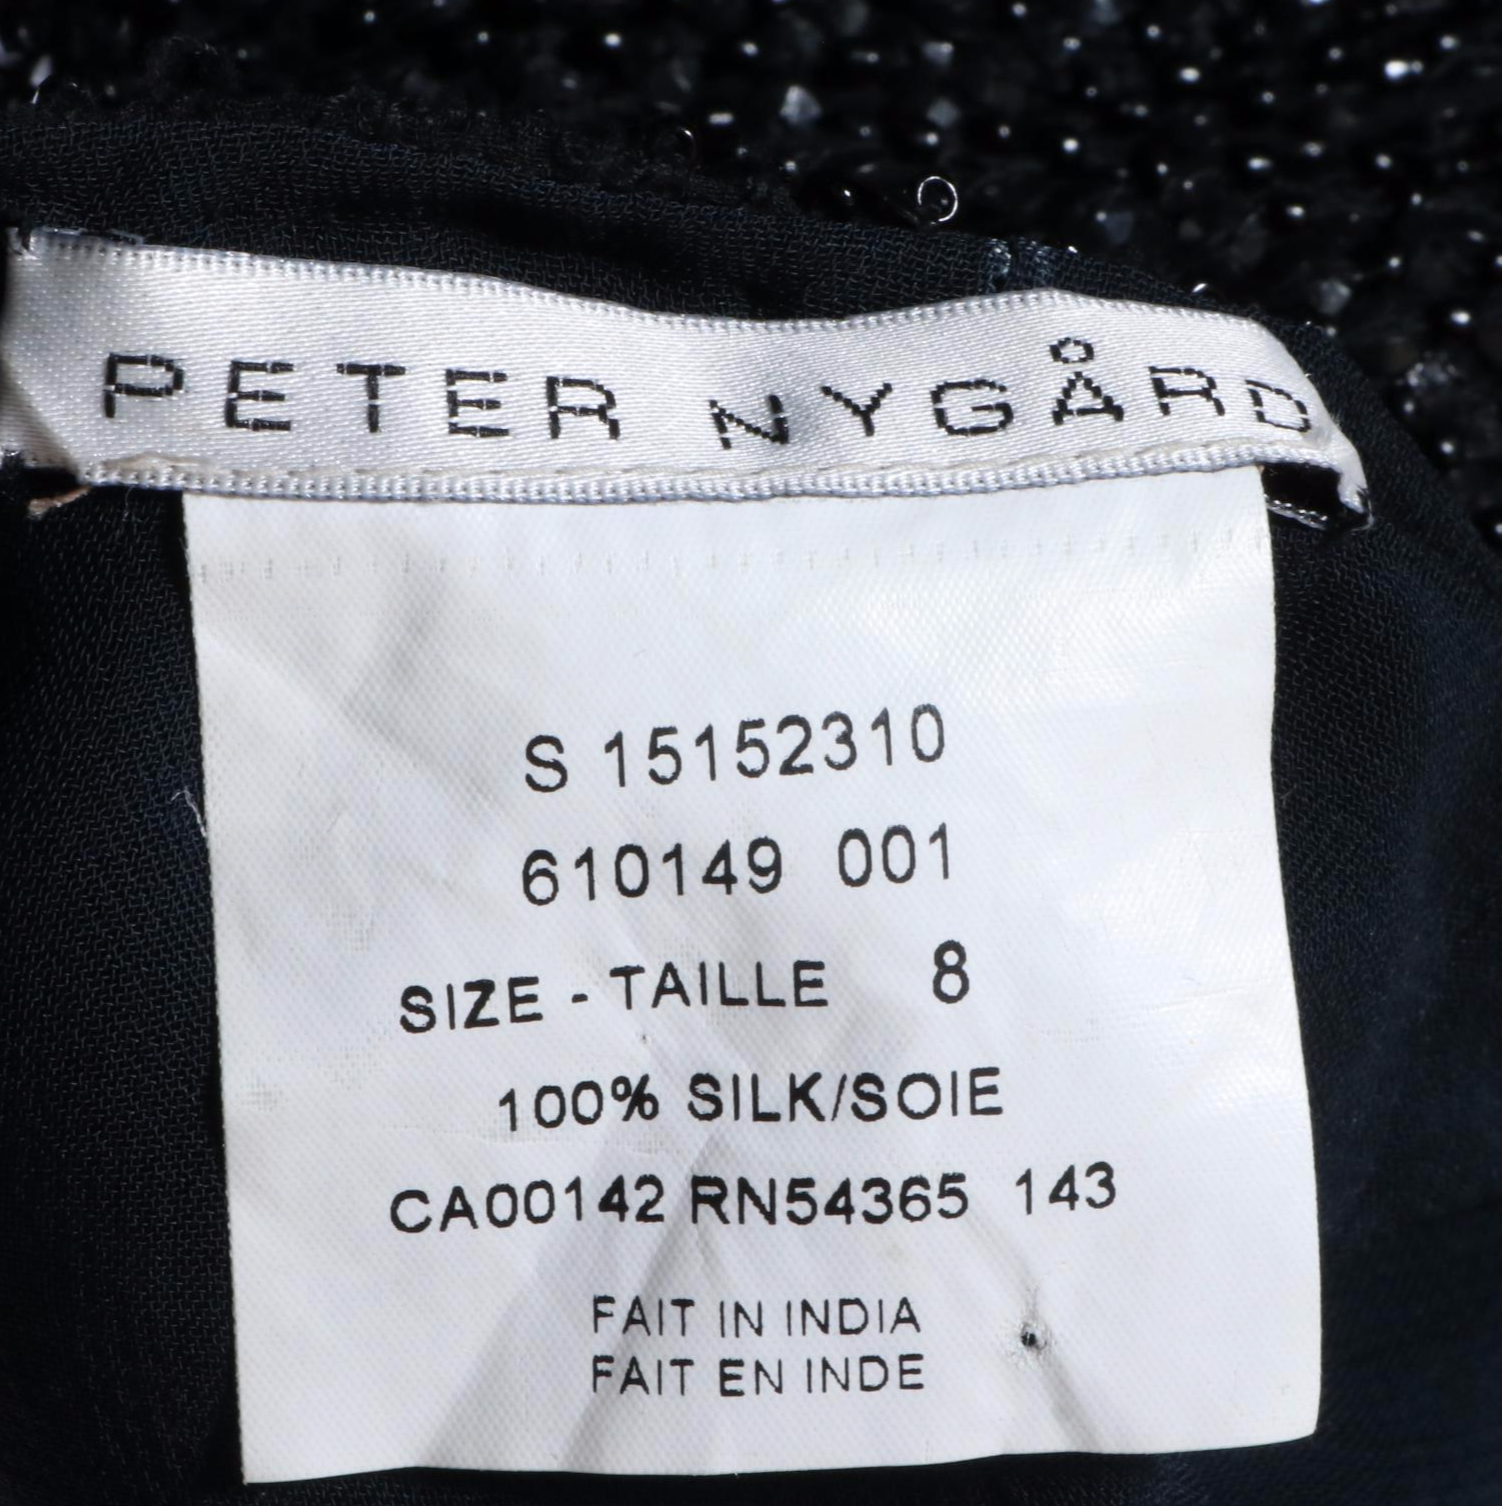 PETER NYGÅRD
S 15152310
610149 001
SIZE - TAILLE 8
100% SILK/SOIE
CA00142 RN54365 143
FAIT IN INDIA
FAIT EN INDE